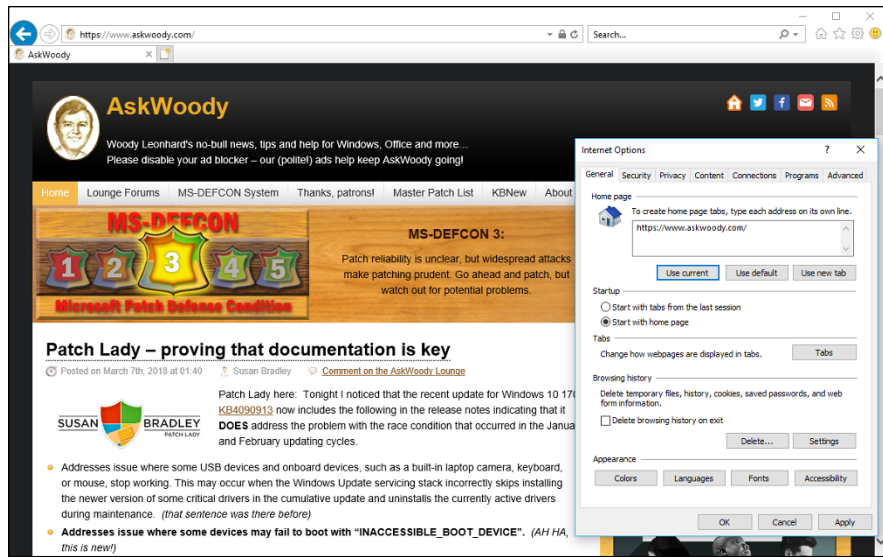 https://www.askwoody.com/
Search...
AskWoody
AskWoody
Woody Leonhard's no-bull news, tips and help for Windows, Office and more…
Please disable your ad blocker – our (polite!) ads help keep AskWoody going!
Home Lounge Forums MS-DEFCON System Thanks, patrons! Master Patch List KBNew About
MS-DEFCON
1 2 3 4 5
Microsoft Patch Defense Condition
MS-DEFCON 3:
Patch reliability is unclear, but widespread attacks
make patching prudent. Go ahead and patch, but
watch out for potential problems.
Patch Lady – proving that documentation is key
Posted on March 7th, 2018 at 01:40 Susan Bradley Comment on the AskWoody Lounge
SUSAN BRADLEY
PATCH LADY
Patch Lady here: Tonight I noticed that the recent update for Windows 10 170
KB4090913 now includes the following in the release notes indicating that it
DOES address the problem with the race condition that occurred in the Janua
and February updating cycles.
Addresses issue where some USB devices and onboard devices, such as a built-in laptop camera, keyboard,
or mouse, stop working. This may occur when the Windows Update servicing stack incorrectly skips installing
the newer version of some critical drivers in the cumulative update and uninstalls the currently active drivers
during maintenance. (that sentence was there before)
Addresses issue where some devices may fail to boot with “INACCESSIBLE_BOOT_DEVICE”. (AH HA,
this is new!)
Internet Options ?
General Security Privacy Content Connections Programs Advanced
Home page
To create home page tabs, type each address on its own line.
https://www.askwoody.com/
Use current Use default Use new tab
Startup
Start with tabs from the last session
Start with home page
Tabs
Change how webpages are displayed in tabs. Tabs
Browsing history
Delete temporary files, history, cookies, saved passwords, and web
form information.
Delete browsing history on exit
Delete... Settings
Appearance
Colors Languages Fonts Accessibility
OK Cancel Apply